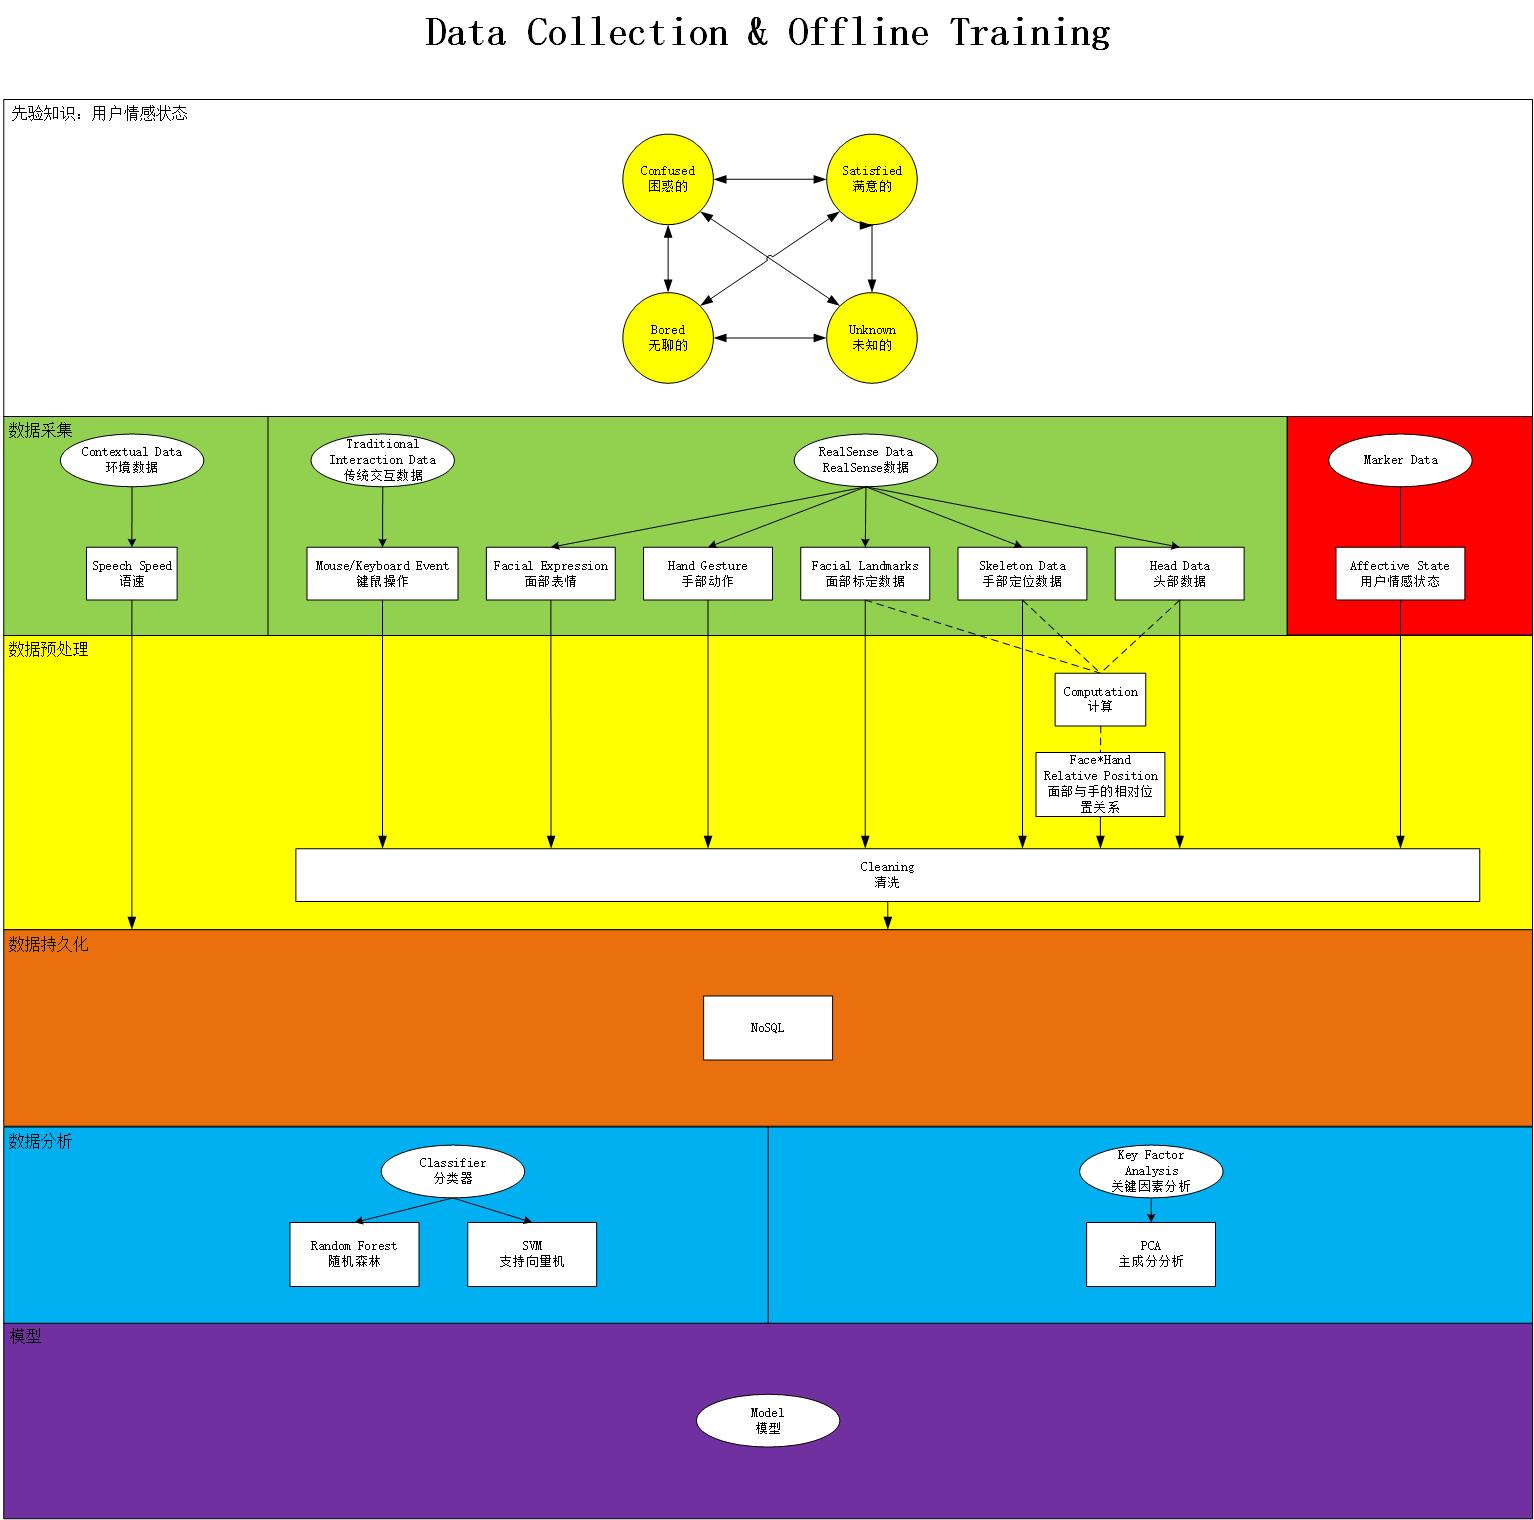 Data Collection & Offline Training
先验知识：用户情感状态
Confused
困惑的
Satisfied
满意的
Bored
无聊的
Unknown
未知的
数据采集
Contextual Data
环境数据
Traditional
Interaction Data
传统交互数据
RealSense Data
RealSense数据
Marker Data
Speech Speed
语速
Mouse/Keyboard Event
键鼠操作
Facial Expression
面部表情
Hand Gesture
手部动作
Facial Landmarks
面部标定数据
Skeleton Data
手部定位数据
Head Data
头部数据
Affective State
用户情感状态
数据预处理
Computation
计算
Face*Hand
Relative Position
面部与手的相对位
置关系
Cleaning
清洗
数据持久化
NoSQL
数据分析
Classifier
分类器
Key Factor
Analysis
关键因素分析
Random Forest
随机森林
SVM
支持向量机
PCA
主成分分析
模型
Model
模型